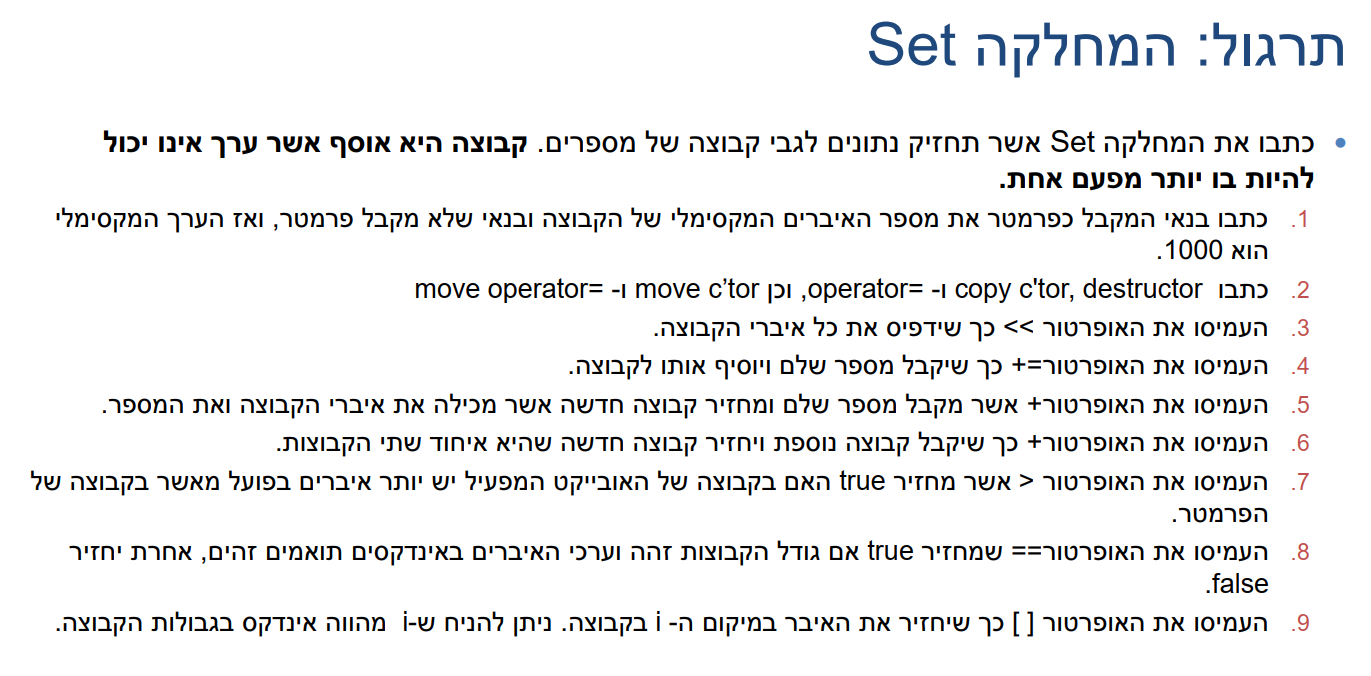 תרגול: המחלקה Set
• כתבו את המחלקה Set אשר תחזיק נתונים לגבי קבוצה של מספרים. קבוצה היא אוסף אשר ערך אינו יכול
להיות בו יותר מפעם אחת.
1. כתבו בנאי המקבל כפרמטר את מספר האיברים המקסימלי של הקבוצה ובנאי שלא מקבל פרמטר, ואז הערך המקסימלי
הוא 1000.
2. כתבו copy c'tor, destructor ו- operator=, וכן move c’tor ו- move operator=
3. העמיסו את האופרטור >> כך שידפיס את כל איברי הקבוצה.
4. העמיסו את האופרטור+= כך שיקבל מספר שלם ויוסיף אותו לקבוצה.
5. העמיסו את האופרטור+ אשר מקבל מספר שלם ומחזיר קבוצה חדשה אשר מכילה את איברי הקבוצה ואת המספר.
6. העמיסו את האופרטור+ כך שיקבל קבוצה נוספת ויחזיר קבוצה חדשה שהיא איחוד שתי הקבוצות.
7. העמיסו את האופרטור < אשר מחזיר true האם בקבוצה של האובייקט המפעיל יש יותר איברים בפועל מאשר בקבוצה של
הפרמטר.
8. העמיסו את האופרטור== שמחזיר true אם גודל הקבוצות זהה וערכי האיברים באינדקסים תואמים זהים, אחרת יחזיר
false.
9. העמיסו את האופרטור [ ] כך שיחזיר את האיבר במיקום ה- i בקבוצה. ניתן להניח ש-i מהווה אינדקס בגבולות הקבוצה.